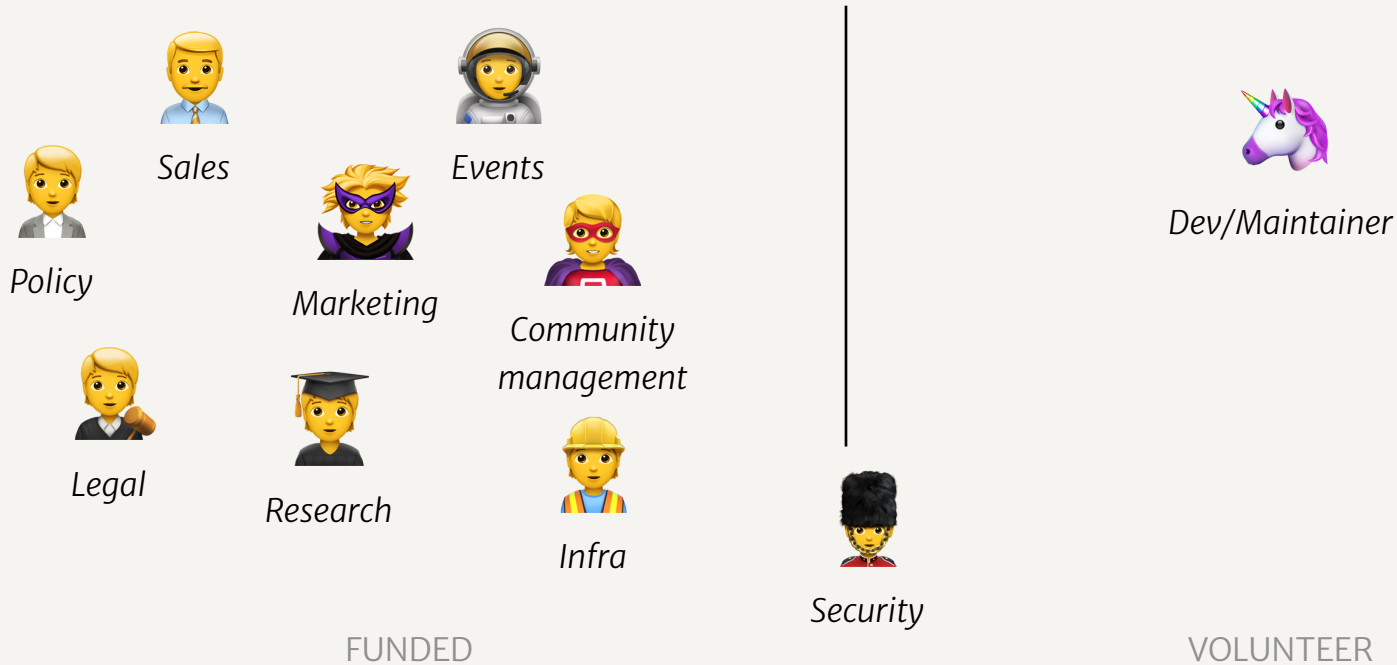 Sales
Events
Dev/Maintainer
Policy
Marketing
Community
management
Legal
Research
Infra
Security
FUNDED
VOLUNTEER